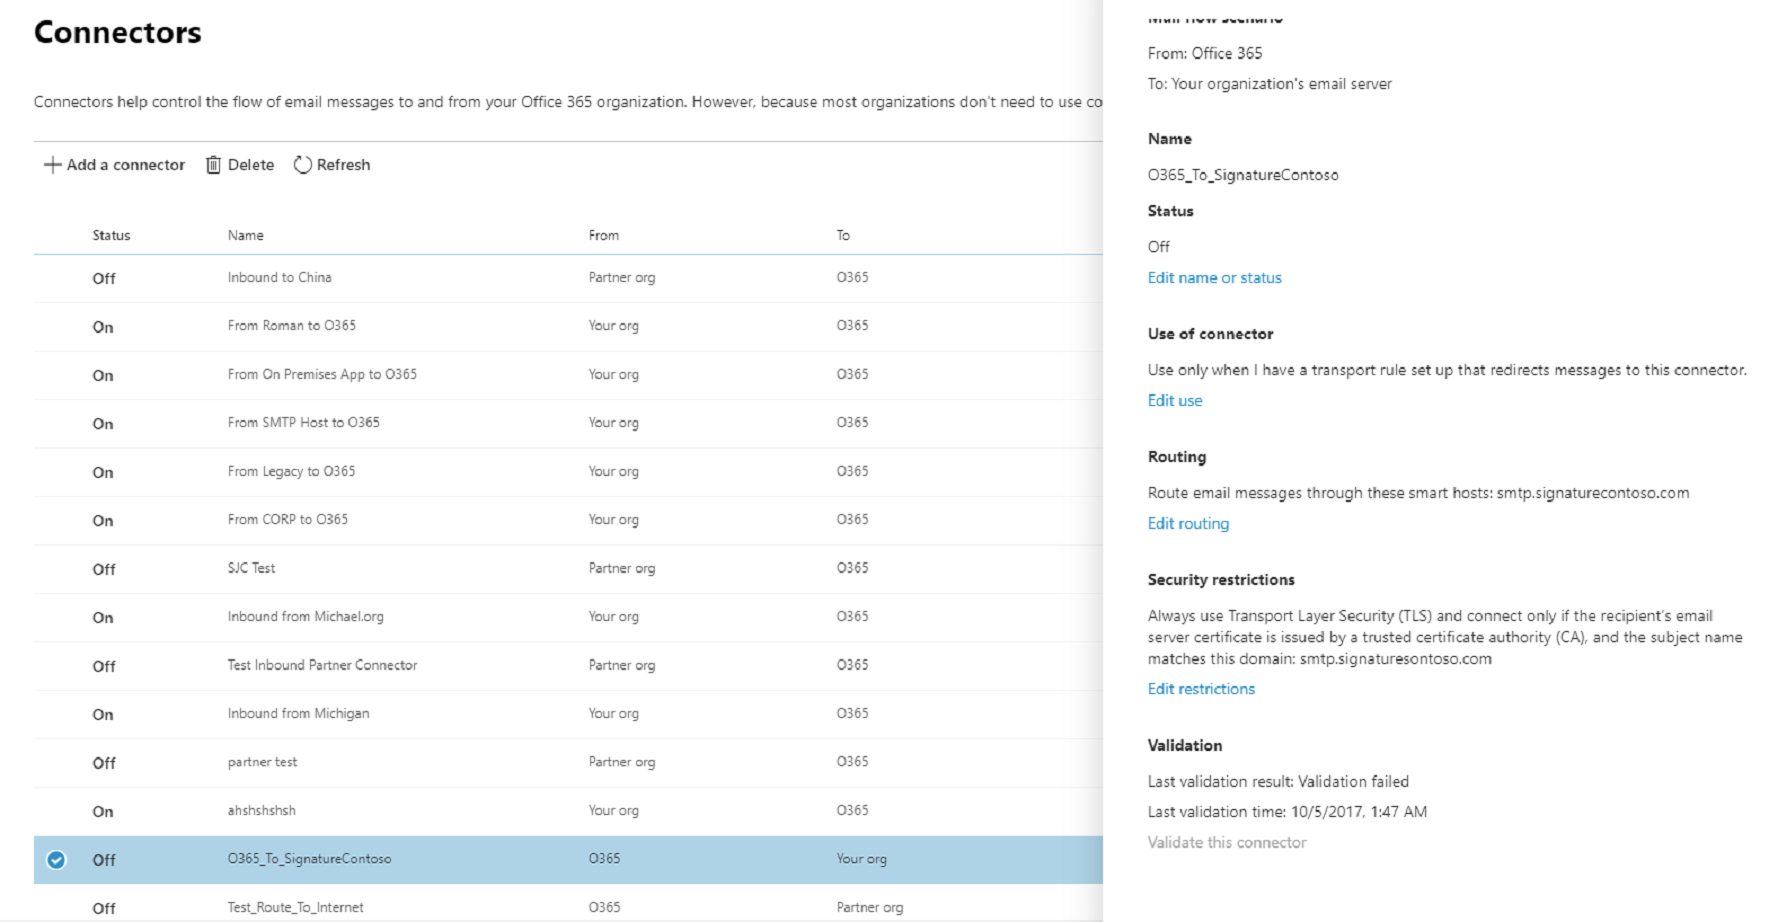 Connectors
Connectors help control the flow of email messages to and from your Office 365 organization. However, because most organizations don't need to use co
Add a connector Delete Refresh
Status Name From To
Off Inbound to China Partner org O365
On From Roman to O365 Your org O365
On From On Premises App to O365 Your org O365
On From SMTP Host to O365 Your org O365
On From Legacy to O365 Your org O365
On From CORP to O365 Your org O365
Off SJC Test Partner org O365
On Inbound from Michael.org Your org O365
Off Test Inbound Partner Connector Partner org O365
On Inbound from Michigan Your org O365
Off partner test Partner org O365
On ahshshshsh Your org O365
Off O365_To_SignatureContoso O365 Your org
Off Test_Route_To_Internet O365 Partner org
Mail flow scenario
From: Office 365
To: Your organization's email server
Name
O365_To_SignatureContoso
Status
Off
Edit name or status
Use of connector
Use only when I have a transport rule set up that redirects messages to this connector.
Edit use
Routing
Route email messages through these smart hosts: smtp.signaturecontoso.com
Edit routing
Security restrictions
Always use Transport Layer Security (TLS) and connect only if the recipient's email
server certificate is issued by a trusted certificate authority (CA), and the subject name
matches this domain: smtp.signaturesontoso.com
Edit restrictions
Validation
Last validation result: Validation failed
Last validation time: 10/5/2017, 1:47 AM
Validate this connector